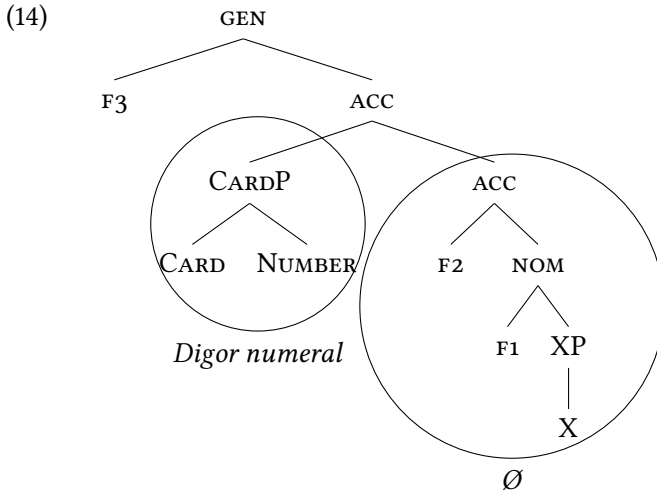 (14) GEN
F3 ACC
CARDP ACC
CARD NUMBER F2 NOM
Digor numeral F1 XP
X
Ø